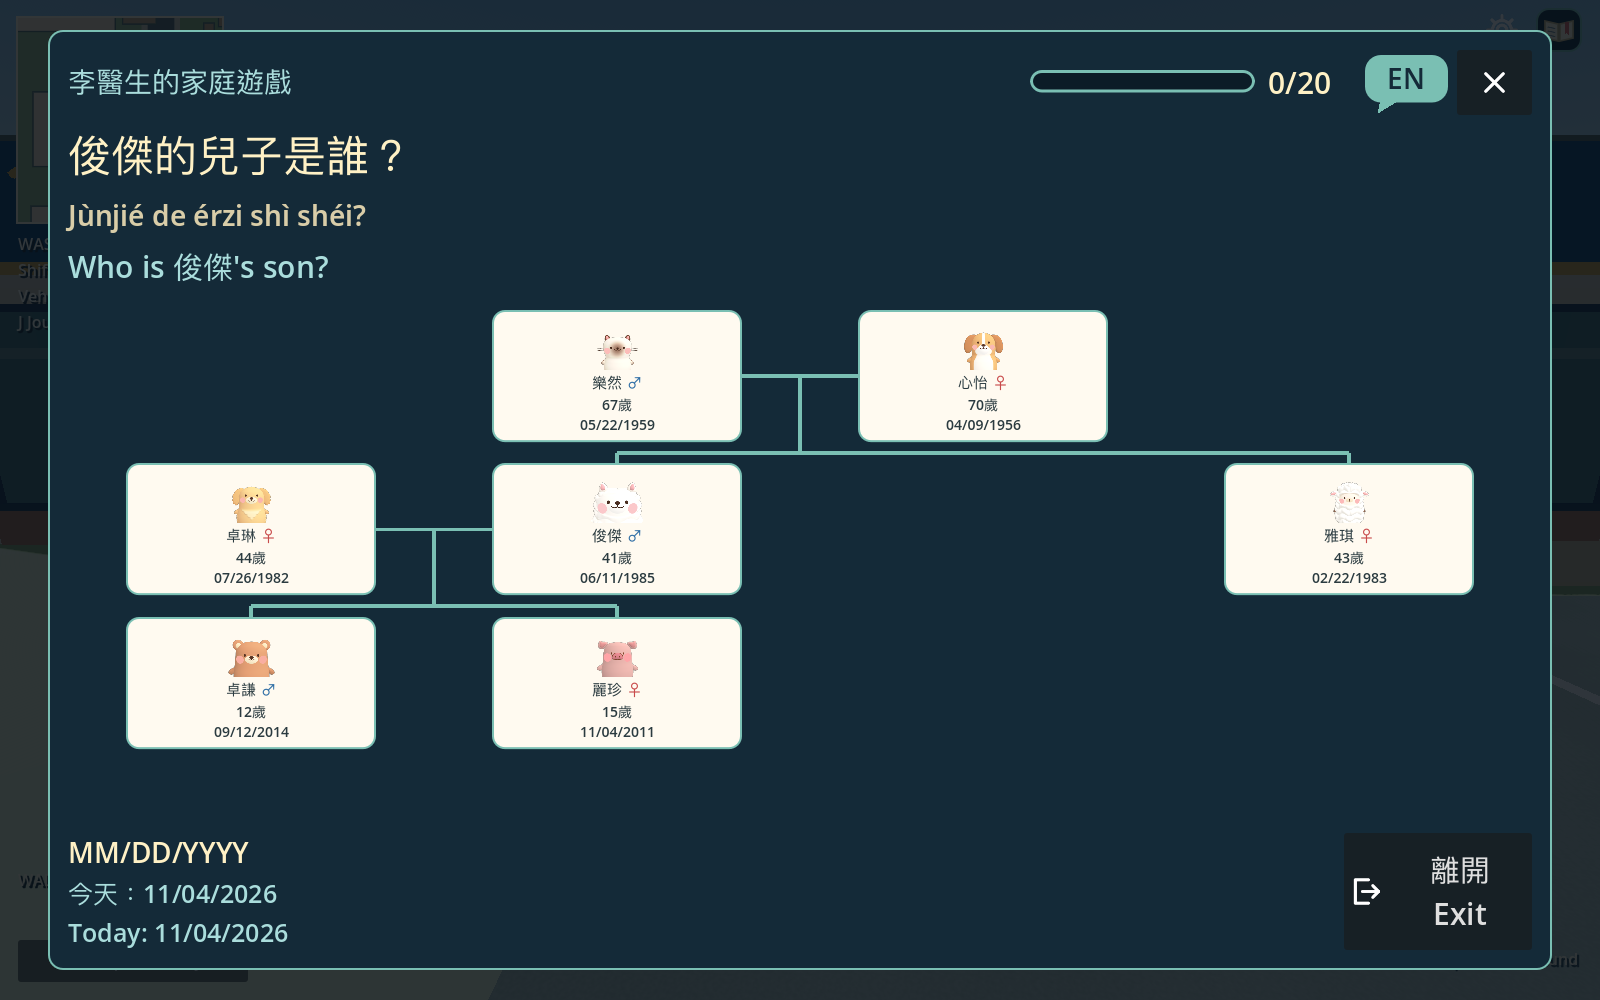 李醫生的家庭遊戲
0/20
EN
俊傑的兒子是誰？
Jùnjié de érzi shì shéi?
Who is 俊傑's son?
樂然 ♂
67歲
05/22/1959
心怡 ♀
70歲
04/09/1956
卓琳 ♀
44歲
07/26/1982
俊傑 ♂
41歲
06/11/1985
雅琪 ♀
43歲
02/22/1983
卓謙 ♂
12歲
09/12/2014
麗珍 ♀
15歲
11/04/2011
MM/DD/YYYY
今天：11/04/2026
Today: 11/04/2026
離開
Exit